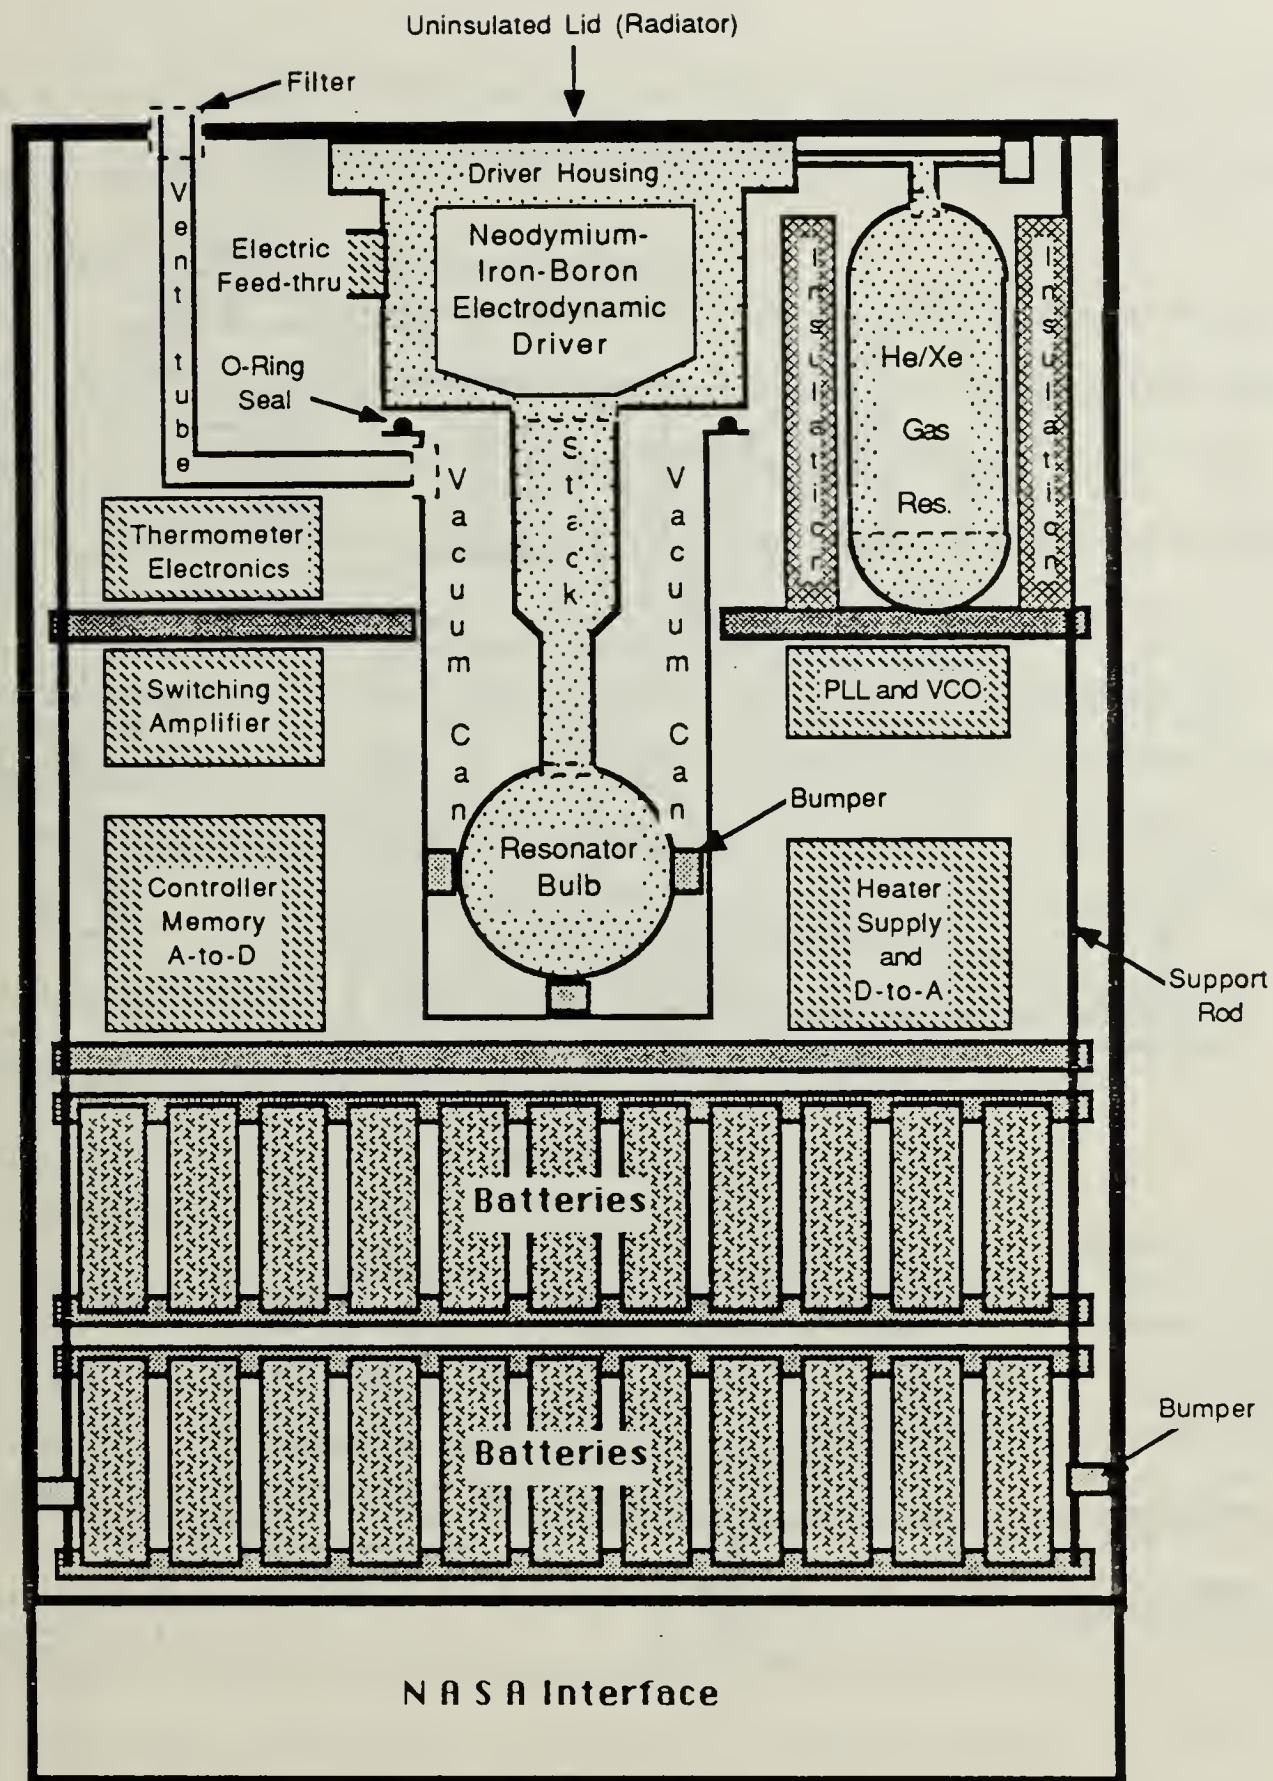 Uninsulated Lid (Radiator)
Filter
Vent tube
Driver Housing
Neodymium-
Iron-Boron
Electrodynamic
Driver
Electric
Feed-thru
O-Ring
Seal
Insulation
He/Xe
Gas
Res.
Insulation
Stack
Vacuum Can
Vacuum Can
Thermometer
Electronics
Switching
Amplifier
PLL and VCO
Bumper
Resonator
Bulb
Controller
Memory
A-to-D
Heater
Supply
and
D-to-A
Support
Rod
Batteries
Batteries
Bumper
NASA Interface